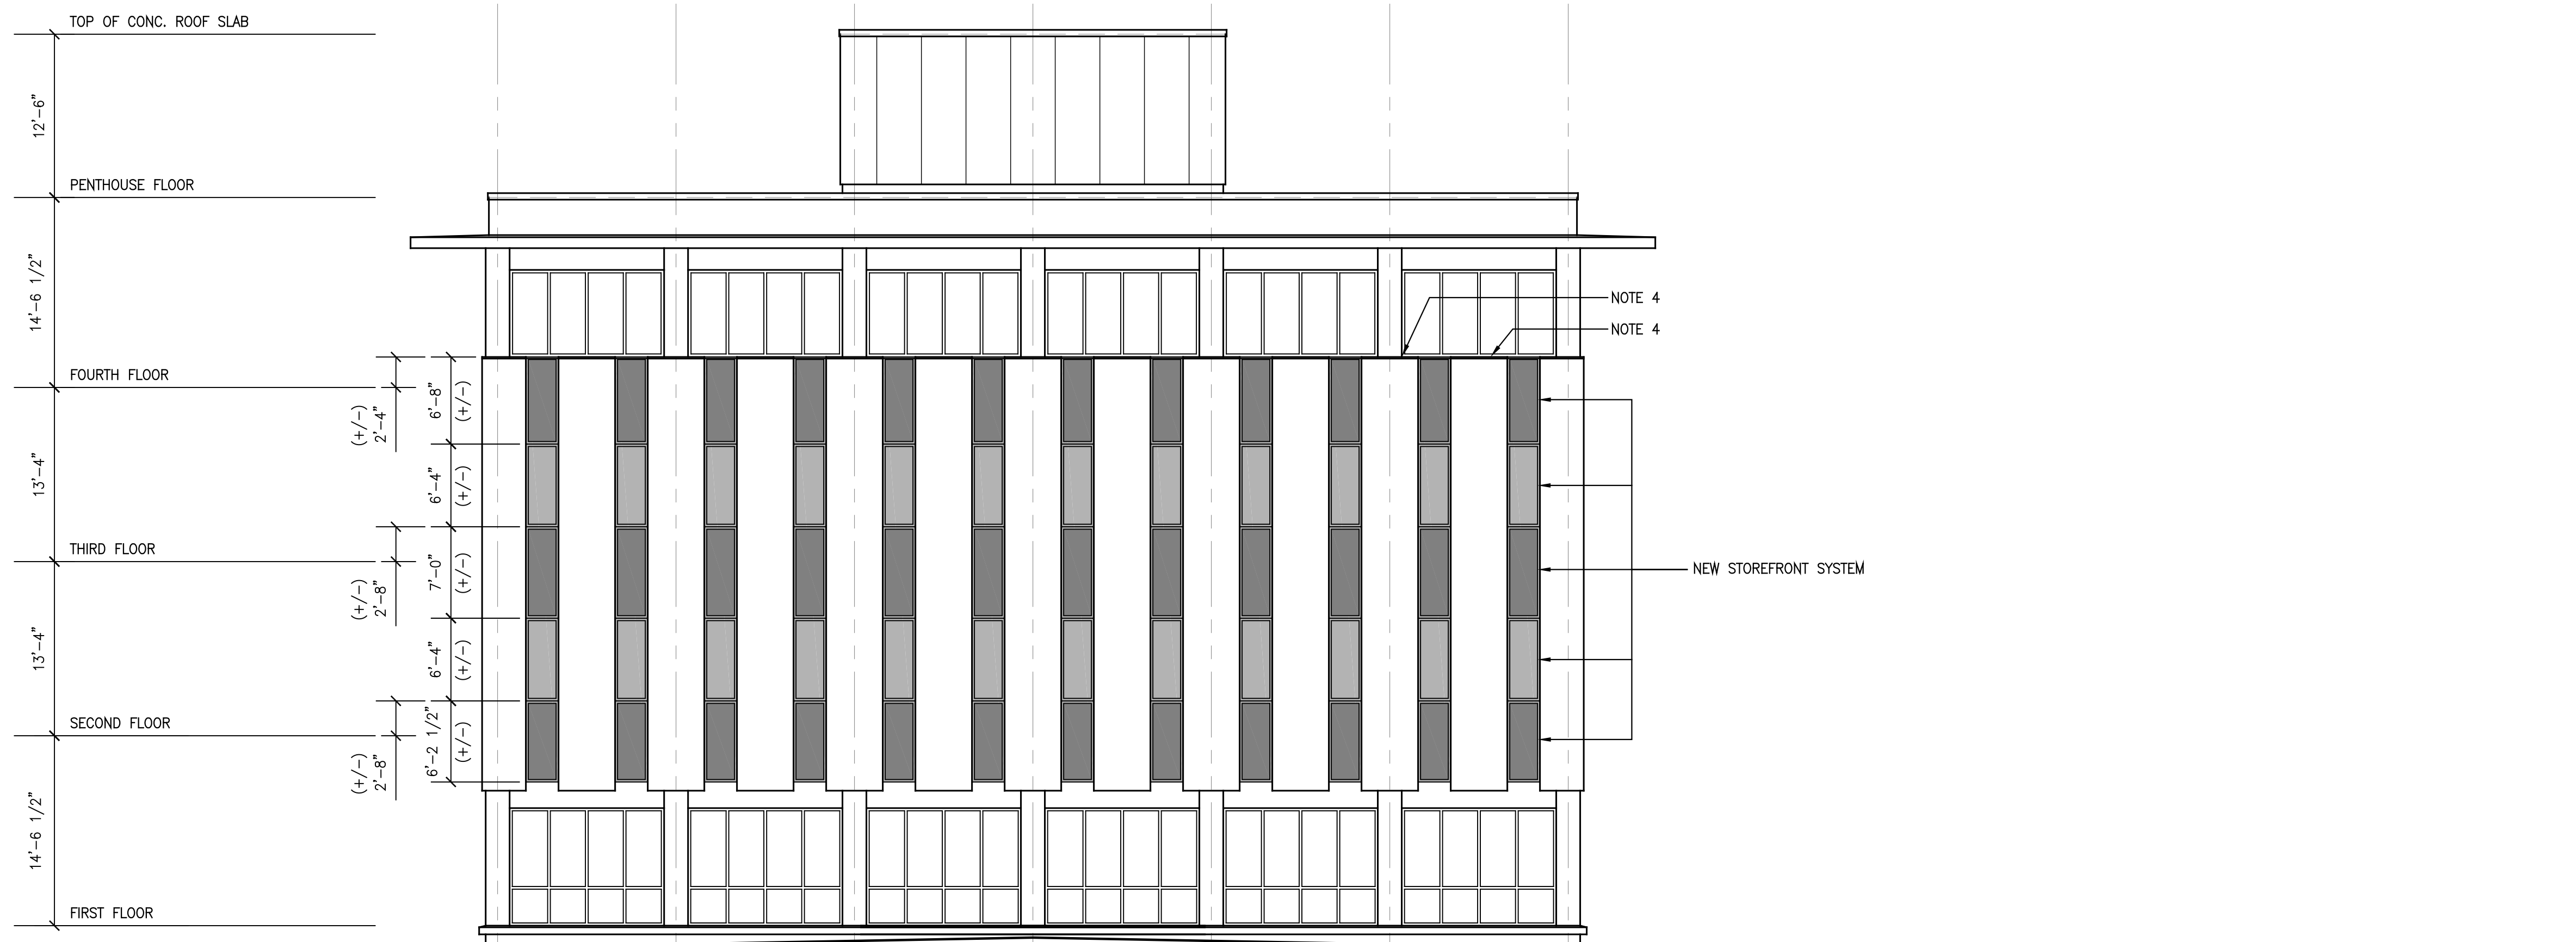 TOP OF CONC. ROOF SLAB
12'-6"
PENTHOUSE FLOOR
14'-6 1/2"
NOTE 4
NOTE 4
FOURTH FLOOR
(+/-)
2'-4"
6'-8"
(+/-)
13'-4"
6'-4"
(+/-)
THIRD FLOOR
(+/-)
2'-8"
7'-0"
(+/-)
NEW STOREFRONT SYSTEM
13'-4"
6'-4"
(+/-)
SECOND FLOOR
(+/-)
2'-8"
6'-2 1/2"
(+/-)
14'-6 1/2"
FIRST FLOOR